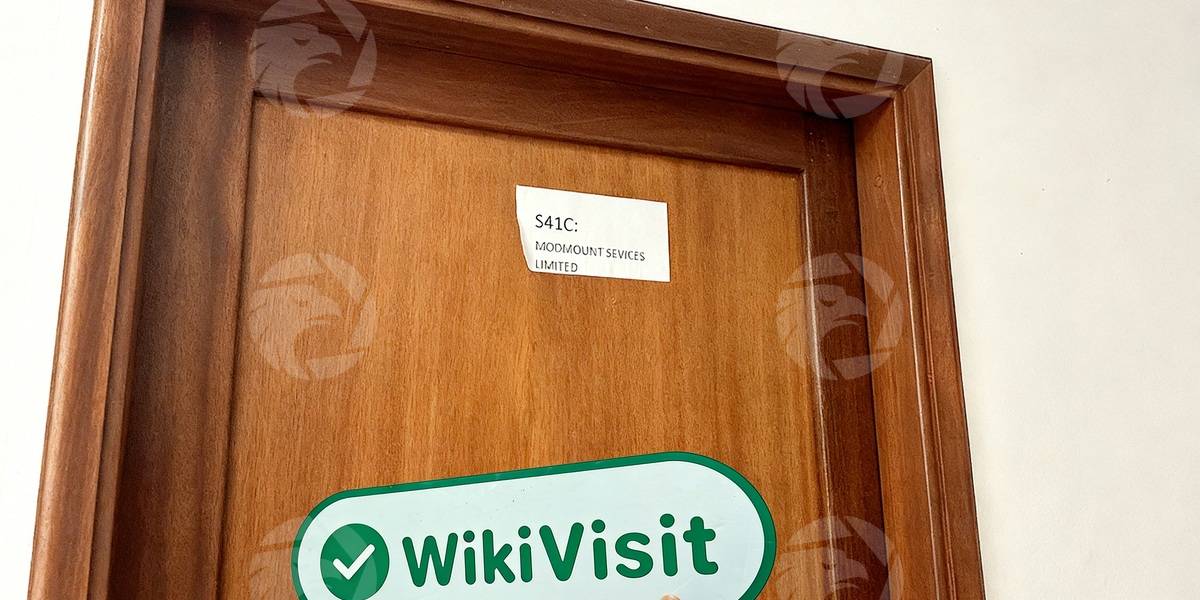 S41C:
MODMOUNT SEVICES
LIMITED
WikiVisit